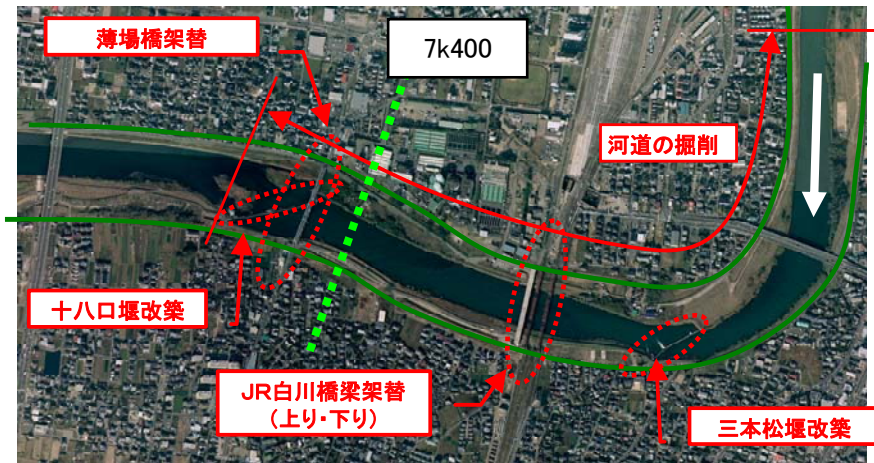 薄場橋架替
7k400
河道の掘削
十八口堰改築
JR白川橋梁架替
（上り・下り）
三本松堰改築